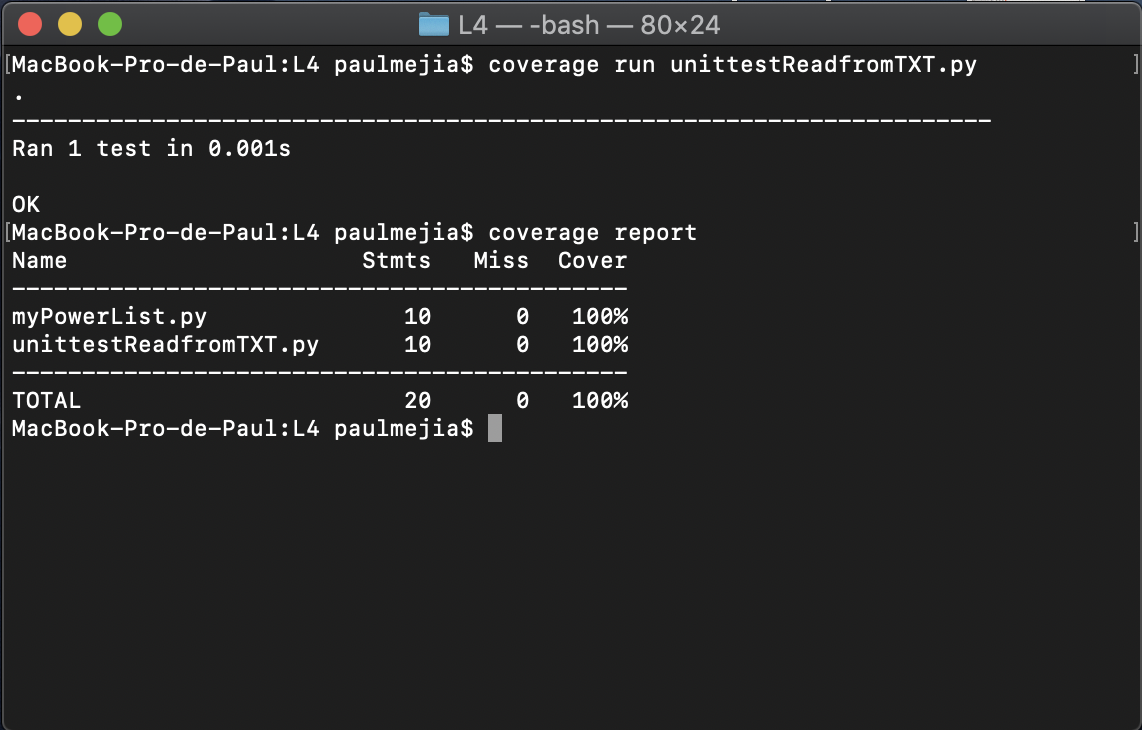 L4 — -bash — 80×24
[MacBook-Pro-de-Paul:L4 paulmejia$ coverage run unittestReadfromTXT.py ]
.
----------------------------------------------------------------------
Ran 1 test in 0.001s
OK
[MacBook-Pro-de-Paul:L4 paulmejia$ coverage report ]
Name                     Stmts   Miss  Cover
--------------------------------------------
myPowerList.py              10      0   100%
unittestReadfromTXT.py      10      0   100%
--------------------------------------------
TOTAL                       20      0   100%
MacBook-Pro-de-Paul:L4 paulmejia$